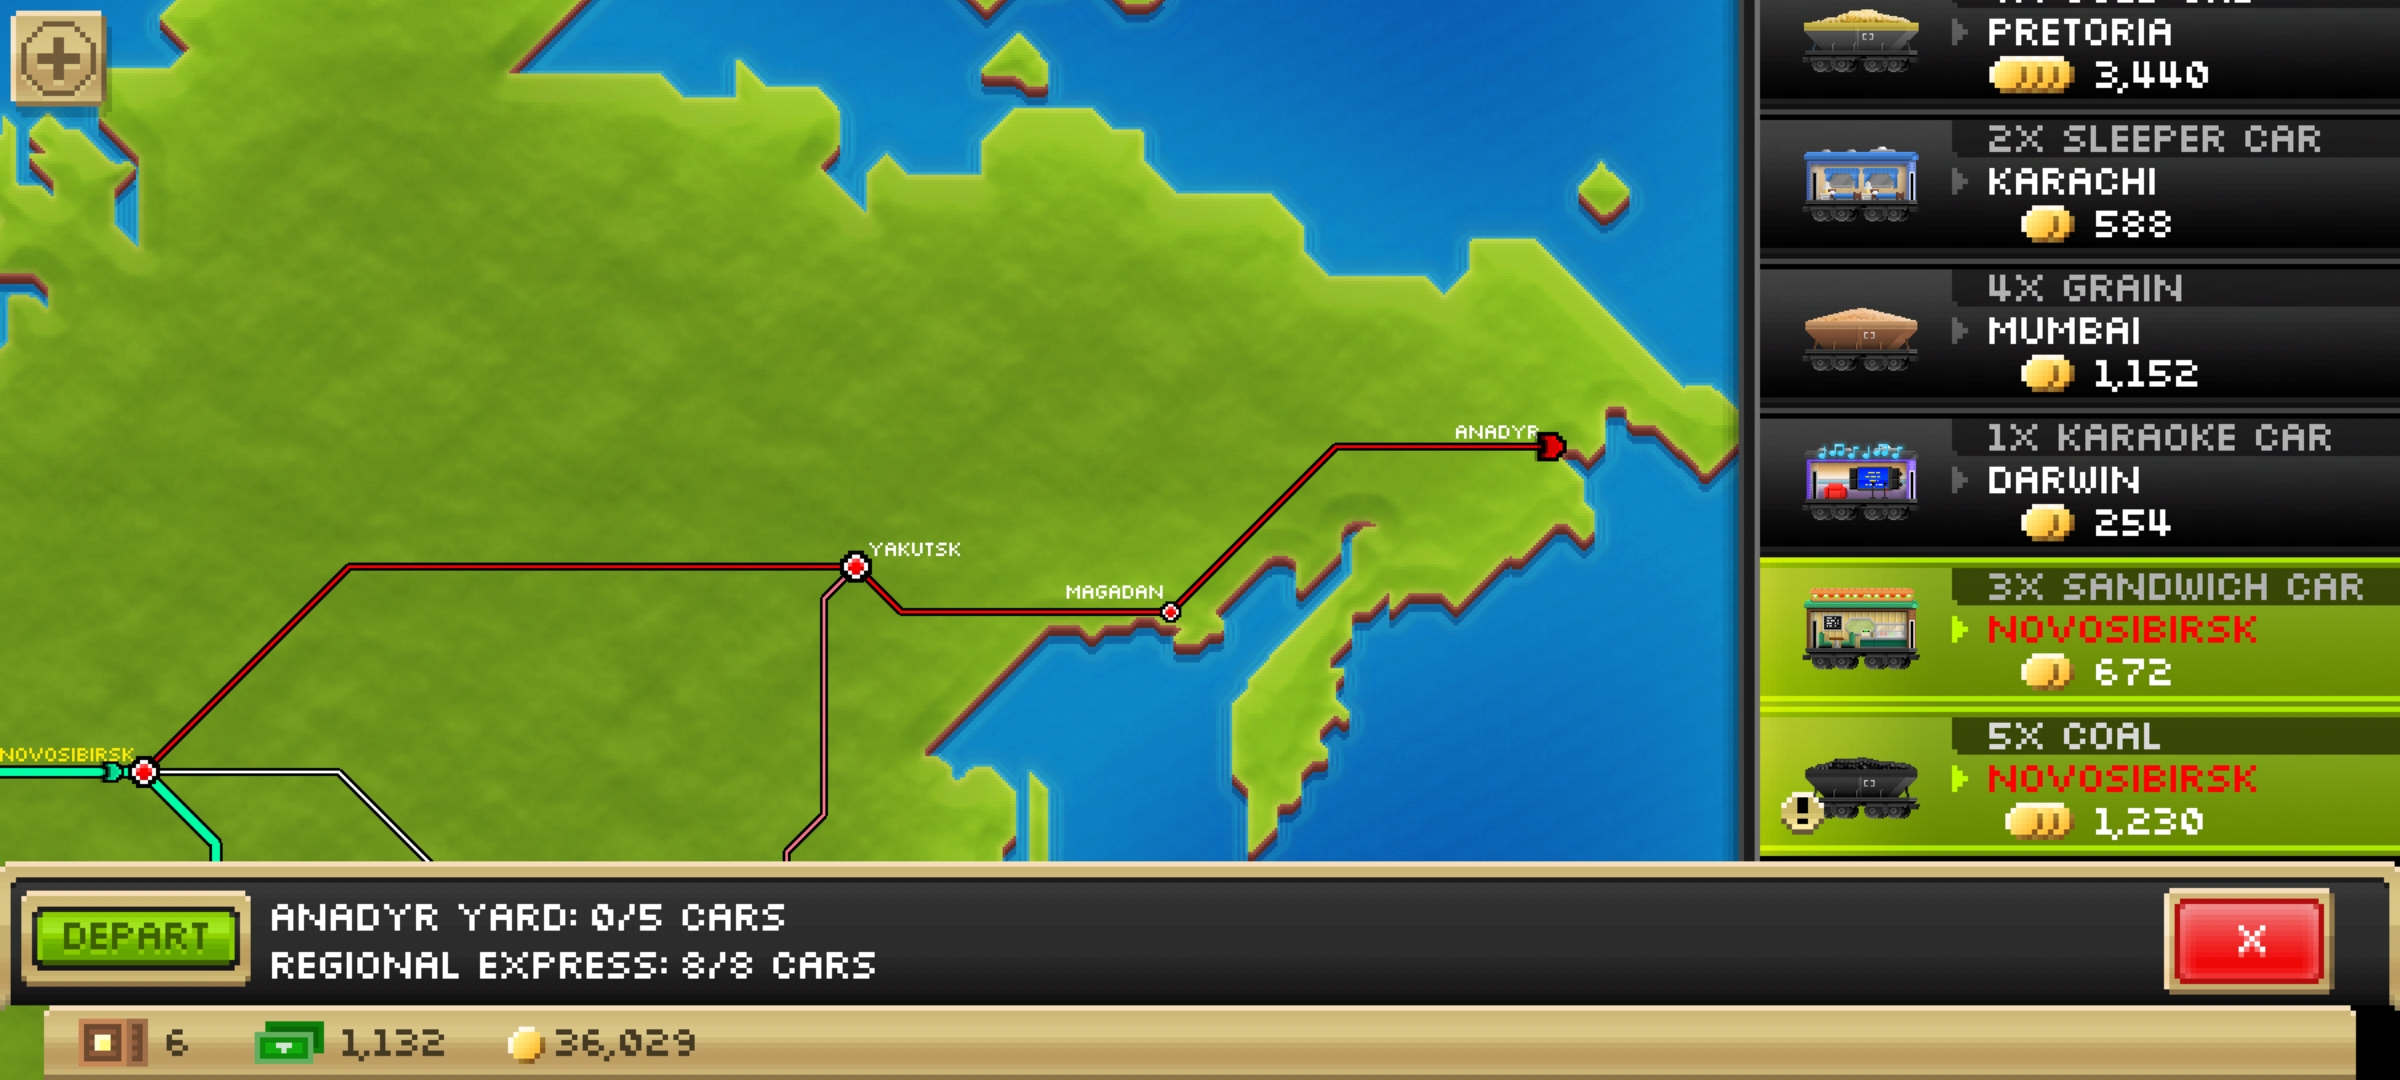 PRETORIA
3,440
2X SLEEPER CAR
KARACHI
588
4X GRAIN
MUMBAI
1,152
1X KARAOKE CAR
DARWIN
254
3X SANDWICH CAR
NOVOSIBIRSK
672
5X COAL
NOVOSIBIRSK
1,230
ANADYR
YAKUTSK
MAGADAN
NOVOSIBIRSK
DEPART
ANADYR YARD: 0/5 CARS
REGIONAL EXPRESS: 8/8 CARS
X
6
1,132
36,029